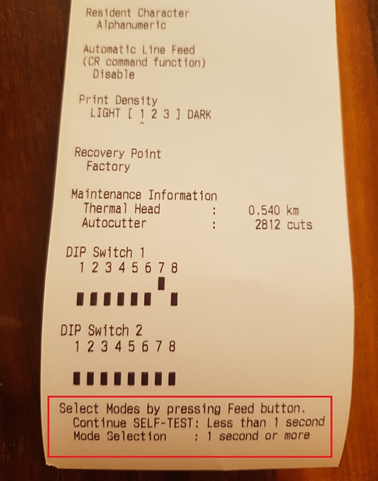 Resident Character
Alphanumeric
Automatic Line Feed
(CR command function)
Disable
Print Density
LIGHT [ 1 2 3 ] DARK
^
Recovery Point
Factory
Maintenance Information
Thermal Head : 0.540 km
Autocutter : 2812 cuts
DIP Switch 1
1 2 3 4 5 6 7 8
DIP Switch 2
1 2 3 4 5 6 7 8
Select Modes by pressing Feed button.
Continue SELF-TEST: Less than 1 second
Mode Selection : 1 second or more